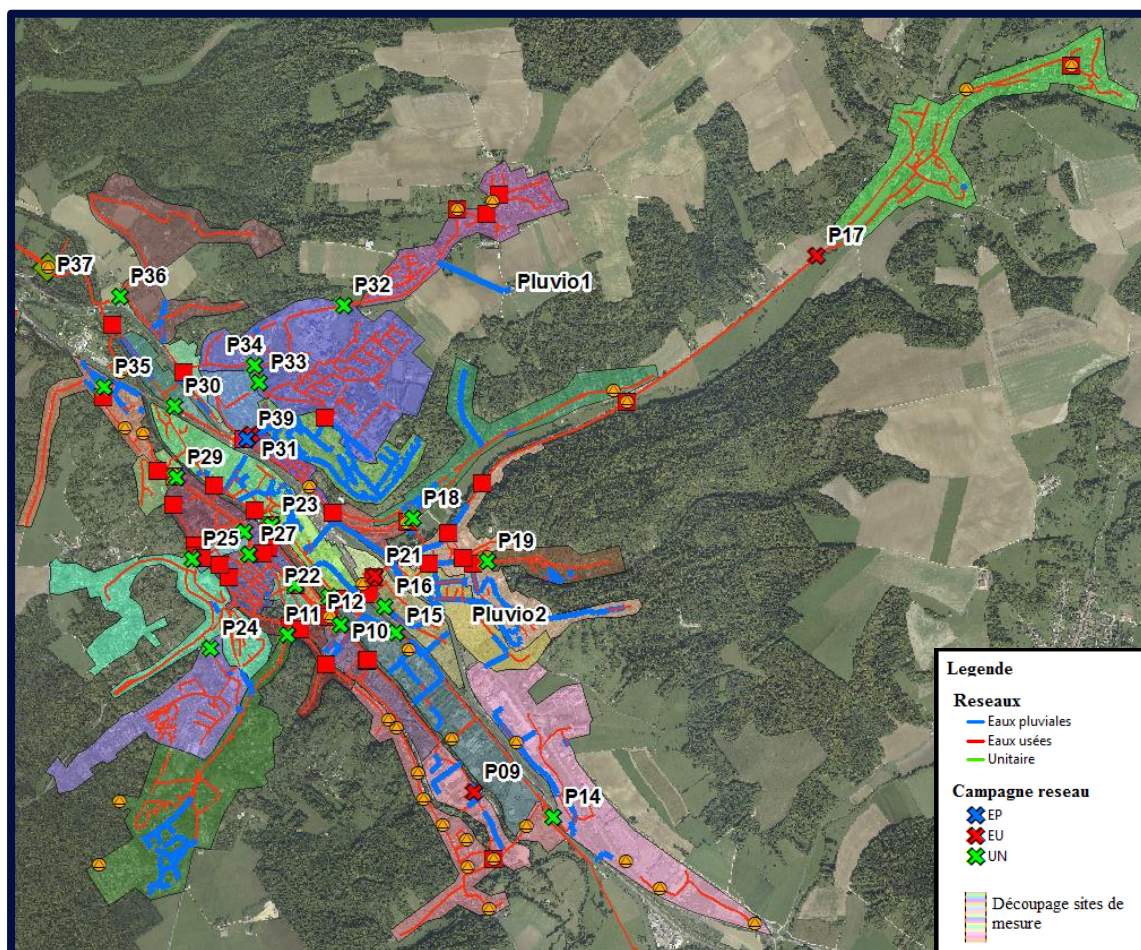 P17
Pluvio1
P37
P36
P32
P34
P33
P35
P30
P39
P31
P29
P18
P23
P25
P27
P19
P21
P22
P16
P12
P15
Pluvio2
P11
P10
P24
P09
P14
Legende
Reseaux
Eaux pluviales
Eaux usées
Unitaire
Campagne reseau
EP
EU
UN
Découpage sites de
mesure